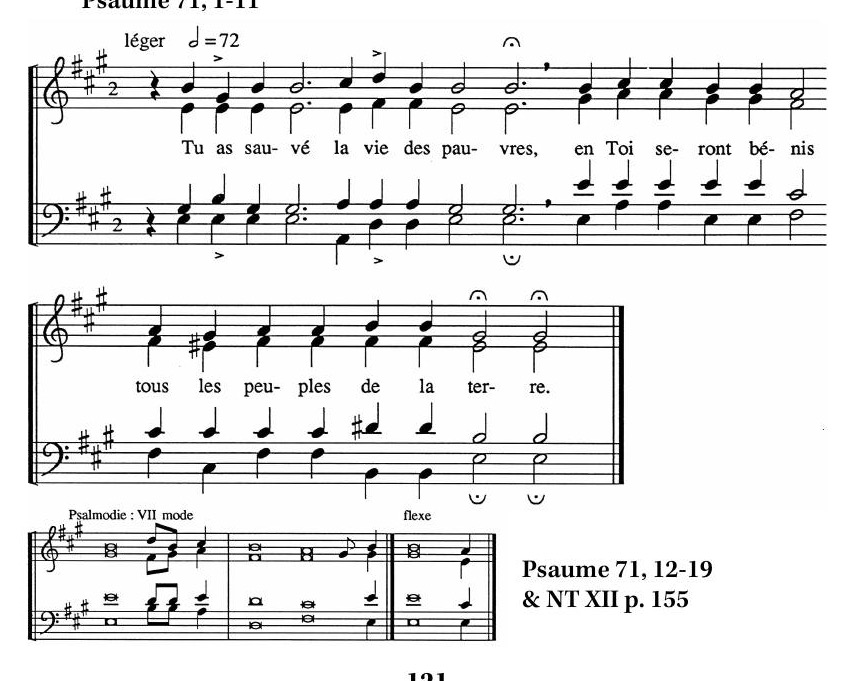 Psaume 71, 1-11
léger = 72
2
Tu as sau- vé la vie des pau- vres, en Toi se- ront bé- nis
2
tous les peu- ples de la ter- re.
Psalmodie : VII mode flexe
Psaume 71, 12-19
& NT XII p. 155
121